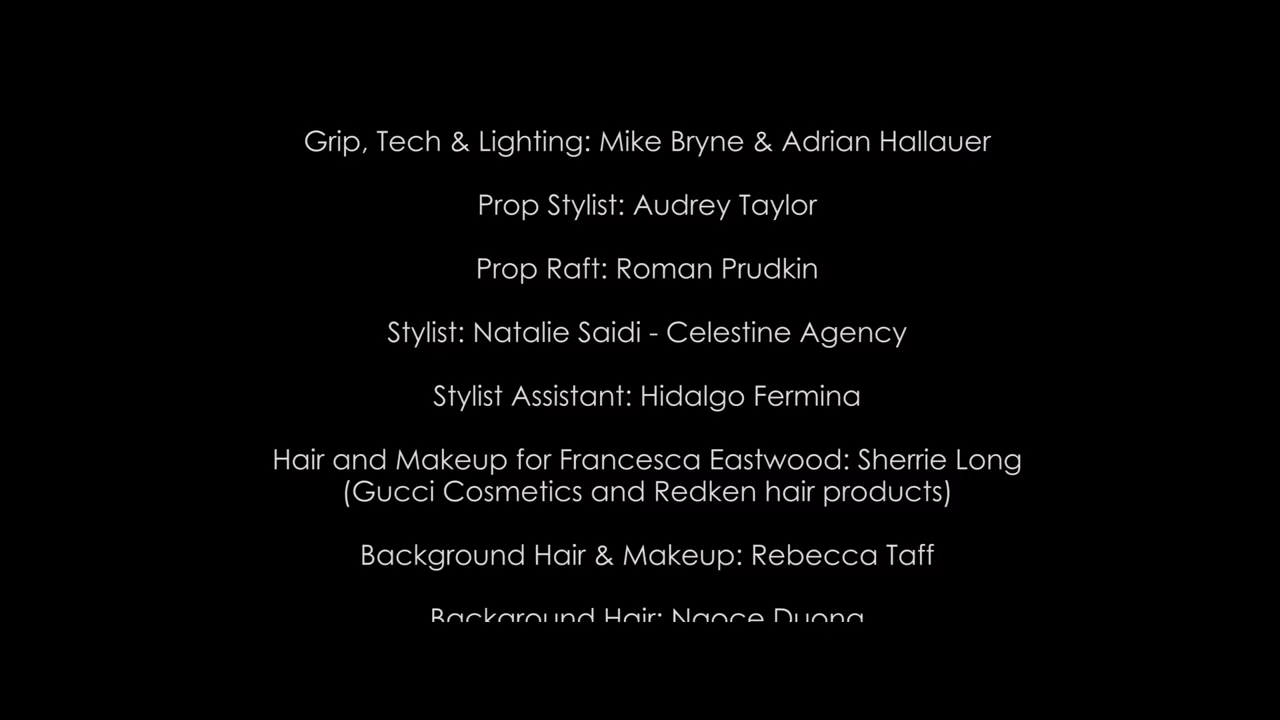 Grip, Tech & Lighting: Mike Bryne & Adrian Hallauer
Prop Stylist: Audrey Taylor
Prop Raft: Roman Prudkin
Stylist: Natalie Saidi - Celestine Agency
Stylist Assistant: Hidalgo Fermina
Hair and Makeup for Francesca Eastwood: Sherrie Long
(Gucci Cosmetics and Redken hair products)
Background Hair & Makeup: Rebecca Taff
Background Hair: